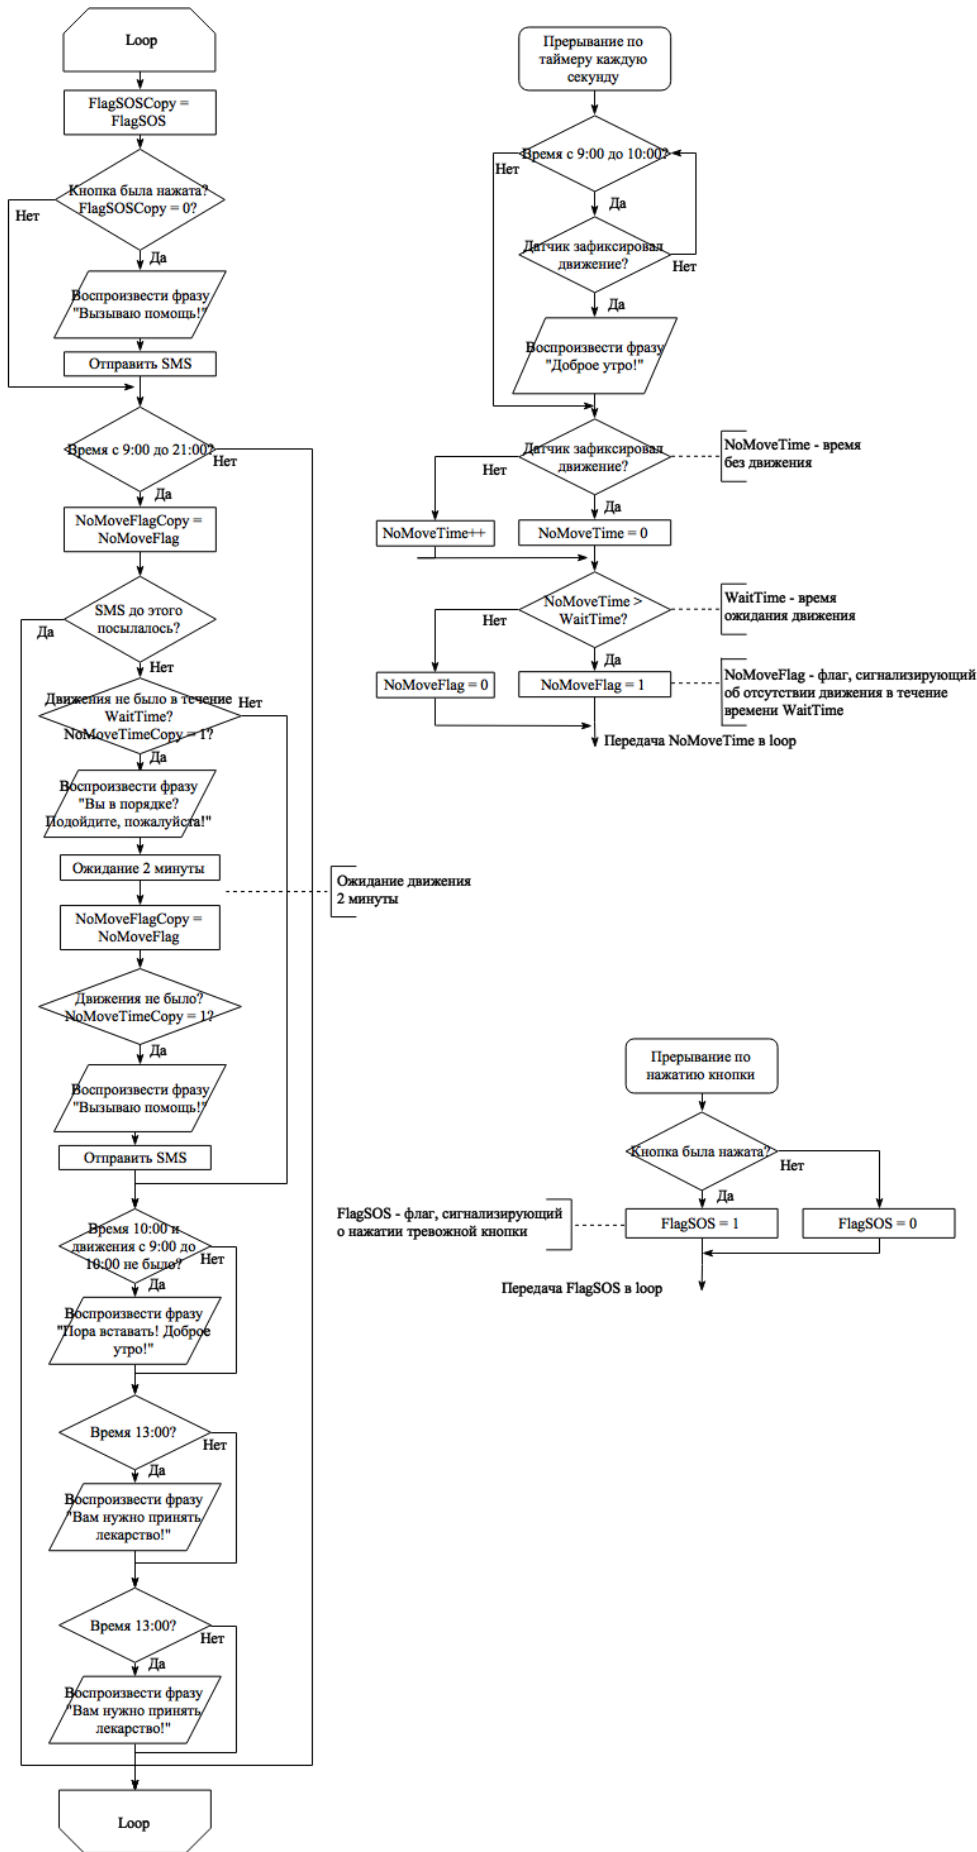 Loop
FlagSOSCopy =
FlagSOS
Кнопка была нажата?
FlagSOSCopy = 0?
Нет
Да
Воспроизвести фразу
"Вызываю помощь!"
Отправить SMS
Время с 9:00 до 21:00?
Нет
Да
NoMoveFlagCopy =
NoMoveFlag
SMS до этого
посылалось?
Да
Нет
Движения не было в течение
WaitTime?
NoMoveTimeCopy = 1?
Нет
Да
Воспроизвести фразу
"Вы в порядке?
Подойдите, пожалуйста!"
Ожидание 2 минуты
Ожидание движения
2 минуты
NoMoveFlagCopy =
NoMoveFlag
Движения не было?
NoMoveTimeCopy = 1?
Да
Воспроизвести фразу
"Вызываю помощь!"
Отправить SMS
Время 10:00 и
движения с 9:00 до
10:00 не было?
Нет
Да
Воспроизвести фразу
"Пора вставать! Доброе
утро!"
Время 13:00?
Нет
Да
Воспроизвести фразу
"Вам нужно принять
лекарство!"
Время 13:00?
Нет
Да
Воспроизвести фразу
"Вам нужно принять
лекарство!"
Loop
Прерывание по
таймеру каждую
секунду
Время с 9:00 до 10:00?
Нет
Да
Датчик зафиксировал
движение?
Нет
Да
Воспроизвести фразу
"Доброе утро!"
Датчик зафиксировал
движение?
NoMoveTime - время
без движения
Нет
Да
NoMoveTime++
NoMoveTime = 0
NoMoveTime >
WaitTime?
WaitTime - время
ожидания движения
Нет
Да
NoMoveFlag = 0
NoMoveFlag = 1
NoMoveFlag - флаг, сигнализирующий
об отсутствии движения в течение
времени WaitTime
Передача NoMoveTime в loop
Прерывание по
нажатию кнопки
Кнопка была нажата?
Нет
Да
FlagSOS - флаг, сигнализирующий
о нажатии тревожной кнопки
FlagSOS = 1
FlagSOS = 0
Передача FlagSOS в loop